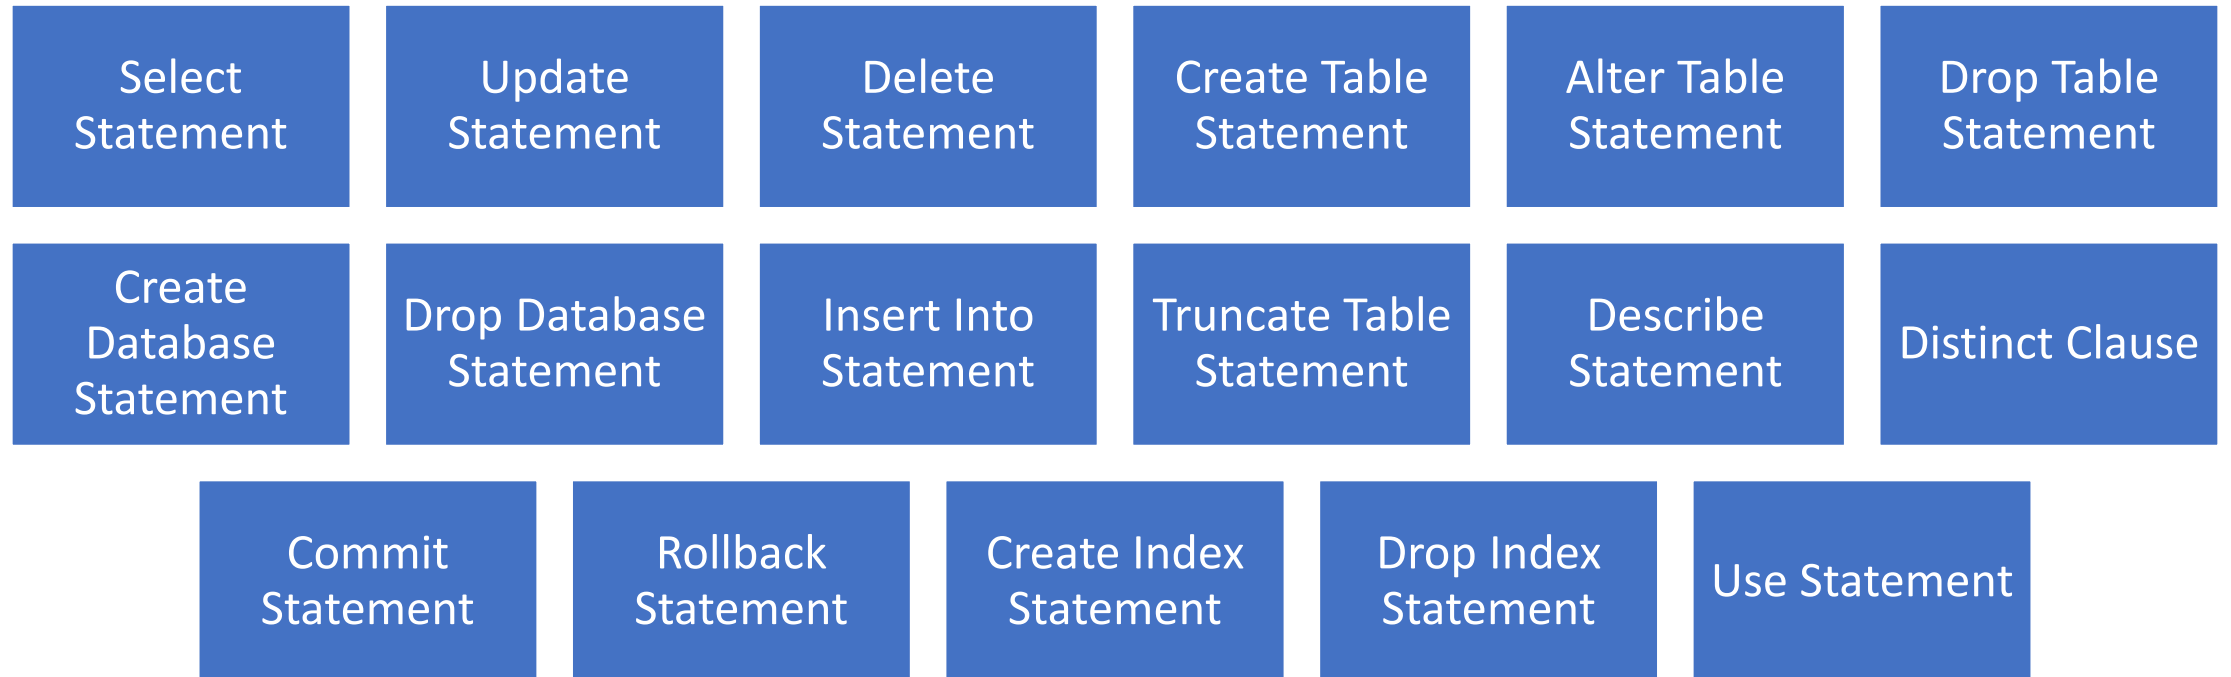 Select
Statement
Update
Statement
Delete
Statement
Create Table
Statement
Alter Table
Statement
Drop Table
Statement
Create
Database
Statement
Drop Database
Statement
Insert Into
Statement
Truncate Table
Statement
Describe
Statement
Distinct Clause
Commit
Statement
Rollback
Statement
Create Index
Statement
Drop Index
Statement
Use Statement